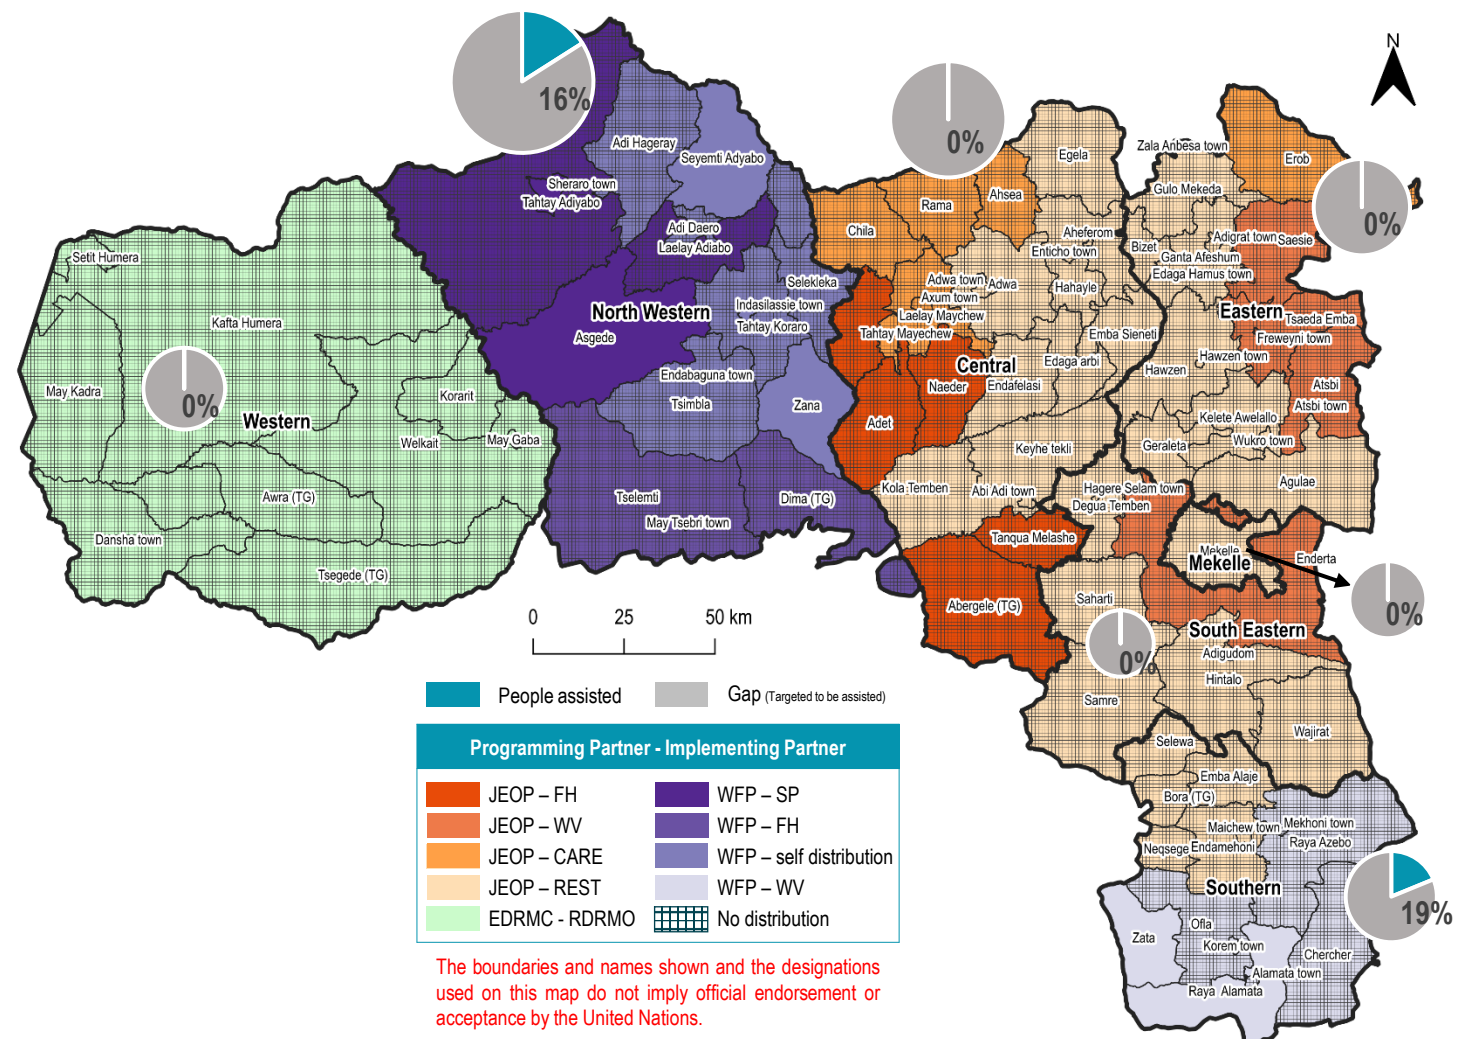 N
16%
0%
Egela
Zala Anbesa town
Erob
Adi Hageray
Seyemti Adyabo
Gulo Mekeda
0%
Sheraro town
Tahtay Adiyabo
Rama
Ahsea
Adi Daero
Laelay Adiabo
Chila
Aheferom
Enticho town
Bizet
Adigrat town
Saesie
Ganta Afeshum
Edaga Hamus town
Setit Humera
Selekleka
Adwa town
Adwa
Axum town
Hahayle
Kafta Humera
North Western
Indasilassie town
Tahtay Koraro
Laelay Maychew
Tahtay Mayechew
Emba Sieneti
Eastern
Tsaeda Emba
Freweyni town
Asgede
Hawzen town
Hawzen
Central
Edaga arbi
Endabaguna town
Naeder
Endafelasi
May Kadra
0%
Korarit
Tsimbla
Zana
Atsbi
Atsbi town
Western
Adet
Kelete Awelallo
Wukro town
Welkait
May Gaba
Keyhe tekli
Geraleta
Awra (TG)
Tselemti
Dima (TG)
Kola Temben
Abi Adi town
Hagere Selam town
Degua Temben
Agulae
May Tsebri town
Dansha town
Tanqua Melashe
Mekelle
Mekelle
Enderta
Tsegede (TG)
Abergele (TG)
Saharti
0%
0 25 50 km
South Eastern
0%
Adigudom
Hintalo
People assisted
Gap (Targeted to be assisted)
Samre
Wajirat
Programming Partner - Implementing Partner
JEOP – FH
WFP – SP
JEOP – WV
WFP – FH
JEOP – CARE
WFP – self distribution
JEOP – REST
WFP – WV
EDRMC - RDRMO
No distribution
Selewa
Emba Alaje
Bora (TG)
Maichew town
Mekhoni town
Neqsege
Endamehoni
Raya Azebo
Southern
19%
Zata
Ofla
Korem town
Chercher
Alamata town
Raya Alamata
The boundaries and names shown and the designations
used on this map do not imply official endorsement or
acceptance by the United Nations.